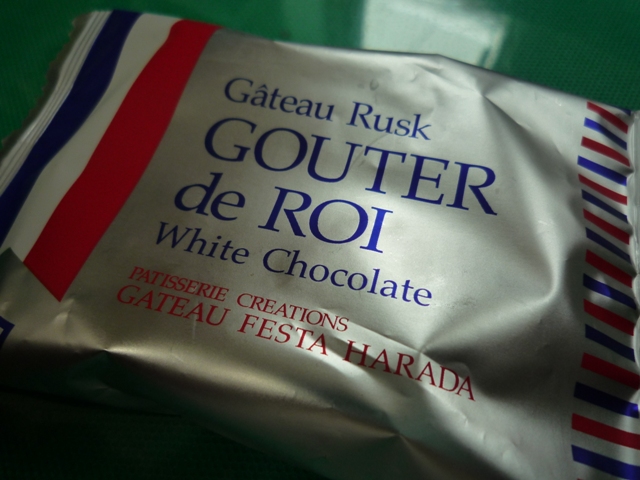 Gâteau Rusk
GOUTER
de ROI
White Chocolate
PATISSERIE CREATIONS
GATEAU FESTA HARADA